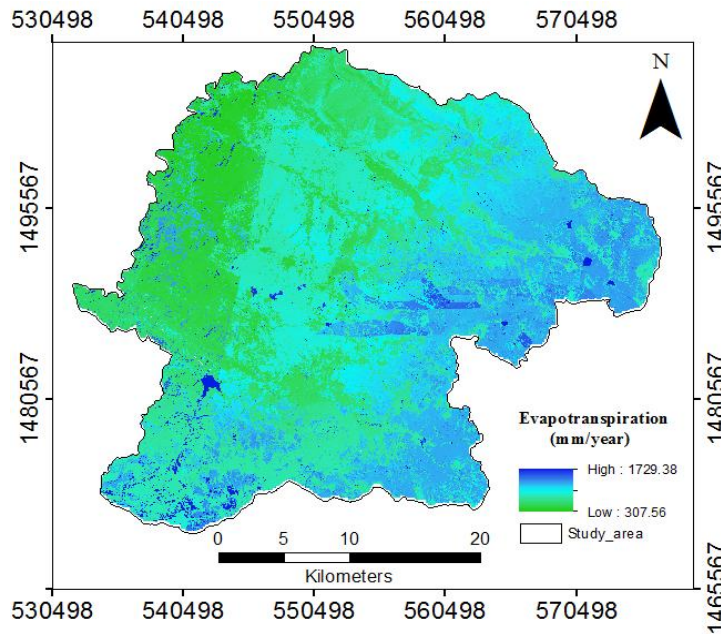 530498 540498 550498 560498 570498
N
1495567 1495567
1480567 1480567
Evapotranspiration
(mm/year)
High : 1729.38
Low : 307.56
Study_area
0 5 10 20
Kilometers
1465567
530498 540498 550498 560498 570498